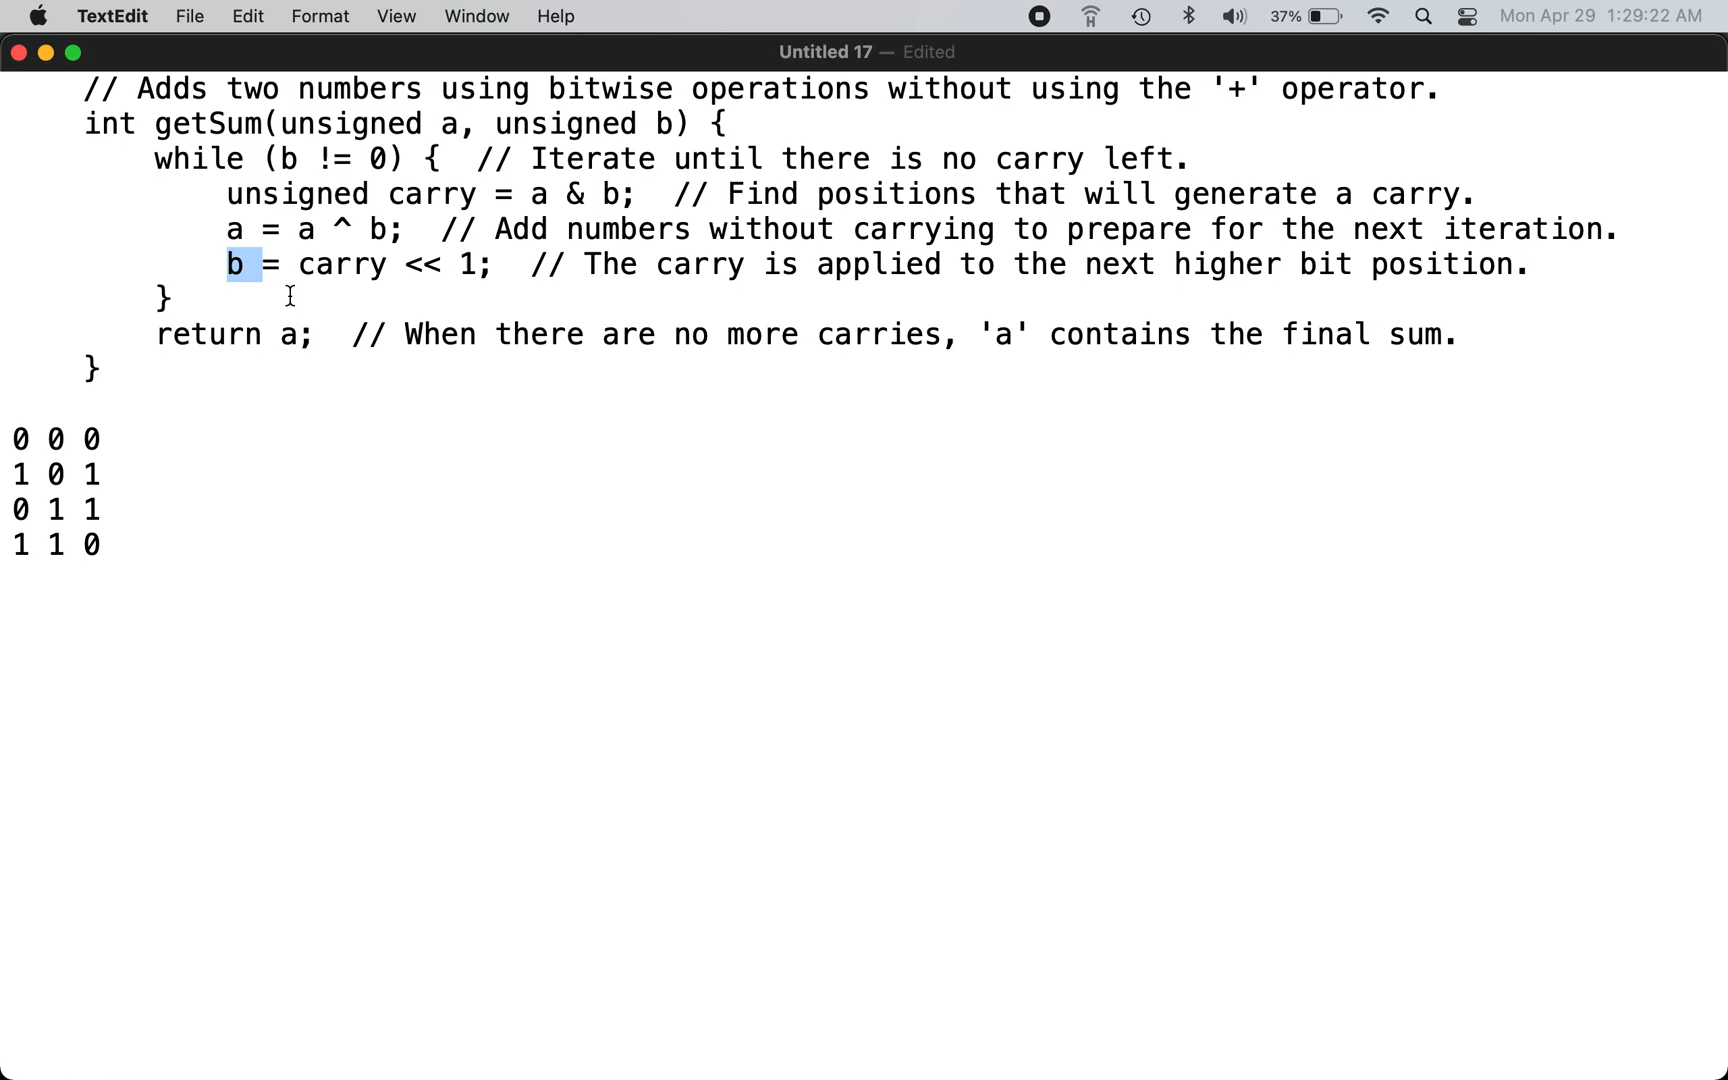 TextEdit File Edit Format View Window Help 37% Mon Apr 29 1:29:22 AM
Untitled 17 — Edited
// Adds two numbers using bitwise operations without using the '+' operator.
int getSum(unsigned a, unsigned b) {
while (b != 0) { // Iterate until there is no carry left.
unsigned carry = a & b; // Find positions that will generate a carry.
a = a ^ b; // Add numbers without carrying to prepare for the next iteration.
b = carry << 1; // The carry is applied to the next higher bit position.
}
return a; // When there are no more carries, 'a' contains the final sum.
}
0 0 0
1 0 1
0 1 1
1 1 0